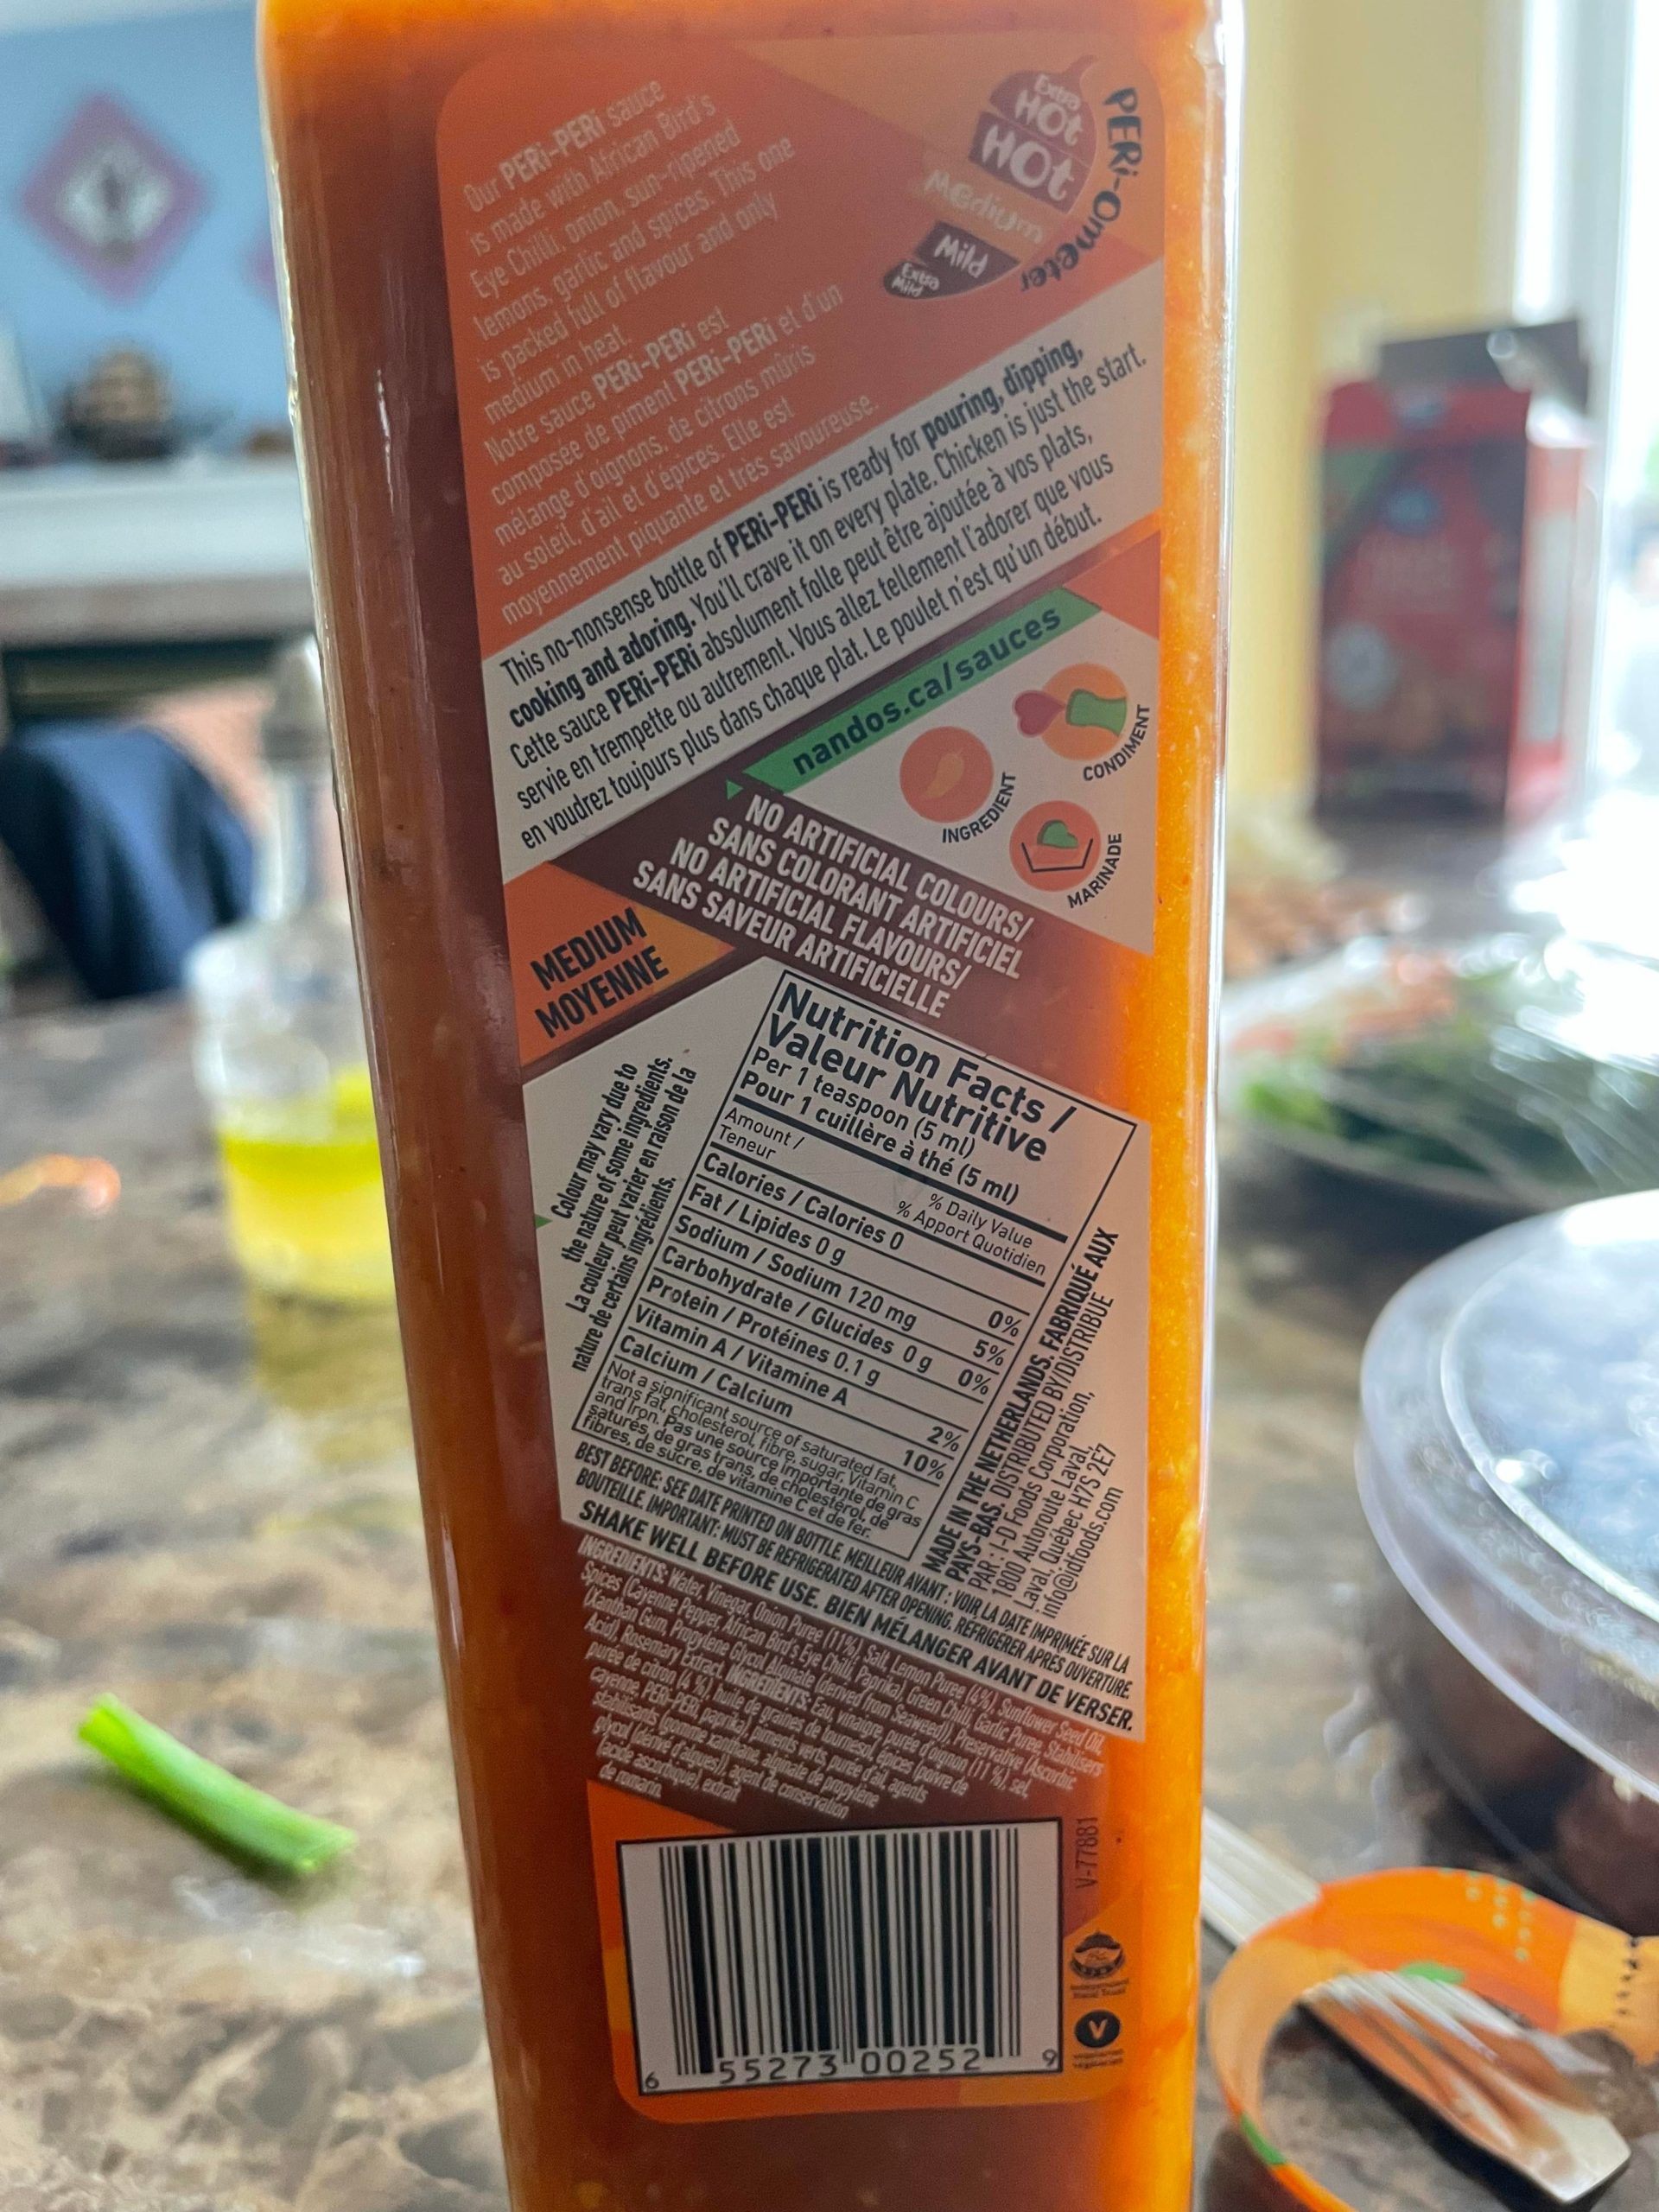 Our PERi-PERi sauce
is made with African Bird's
Eye Chilli, onion, sun-ripened
lemons, garlic and spices. This one
is packed full of flavour and only
medium in heat.
Notre sauce PERi-PERi est
composée de piment PERi-PERi et d'un
mélange d'oignons, de citrons mûris
au soleil, d'ail et d'épices. Elle est
moyennement piquante et très savoureuse.
PERi-Ometer
Extra
HOt
HOt
Medium
Mild
Extra
Mild
This no-nonsense bottle of PERi-PERi is ready for pouring, dipping,
cooking and adoring. You'll crave it on every plate. Chicken is just the start.
Cette sauce PERi-PERi absolument folle peut être ajoutée à vos plats,
servie en trempette ou autrement. Vous allez tellement l'adorer que vous
en voudrez toujours plus dans chaque plat. Le poulet n'est qu'un début.
nandos.ca/sauces
INGREDIENT
CONDIMENT
MARINADE
NO ARTIFICIAL COLOURS/
SANS COLORANT ARTIFICIEL
NO ARTIFICIAL FLAVOURS/
SANS SAVEUR ARTIFICIELLE
MEDIUM
MOYENNE
Colour may vary due to
the nature of some ingredients.
La couleur peut varier en raison de la
nature de certains ingrédients.
Nutrition Facts /
Valeur Nutritive
Per 1 teaspoon (5 ml)
Pour 1 cuillère à thé (5 ml)
Amount / % Daily Value
Teneur % Apport Quotidien
Calories / Calories 0
Fat / Lipides 0 g 0%
Sodium / Sodium 120 mg 5%
Carbohydrate / Glucides 0 g 0%
Protein / Protéines 0.1 g
Vitamin A / Vitamine A 2%
Calcium / Calcium 10%
Not a significant source of saturated fat,
trans fat, cholesterol, fibre, sugar, Vitamin C
and Iron. Pas une source importante de gras
saturés, de gras trans, de cholestérol, de
fibres, de sucre, de vitamine C et de fer.
MADE IN THE NETHERLANDS. FABRIQUÉ AUX
PAYS-BAS. DISTRIBUTED BY/DISTRIBUE
PAR : I-D Foods Corporation,
1800 Autoroute Laval,
Laval, Québec H7S 2E7
info@idfoods.com
BEST BEFORE: SEE DATE PRINTED ON BOTTLE. MEILLEUR AVANT : VOIR LA DATE IMPRIMÉE SUR LA
BOUTEILLE. IMPORTANT: MUST BE REFRIGERATED AFTER OPENING. RÉFRIGÉRER APRÈS OUVERTURE.
SHAKE WELL BEFORE USE. BIEN MÉLANGER AVANT DE VERSER.
INGREDIENTS: Water, Vinegar, Onion Puree (11%), Salt, Lemon Puree (4%), Sunflower Seed Oil,
Spices (Cayenne Pepper, African Bird's Eye Chilli, Paprika), Green Chilli, Garlic Puree, Stabilisers
(Xanthan Gum, Propylene Glycol Alginate (derived from Seaweed)), Preservative (Ascorbic
Acid), Rosemary Extract. INGRÉDIENTS: Eau, vinaigre, purée d'oignon (11 %), sel,
purée de citron (4 %), huile de graines de tournesol, épices (poivre de
cayenne, PERi-PERi, paprika), piments verts, purée d'ail, agents
stabilisants (gomme xanthane, alginate de propylène
glycol (dérivé d'algues)), agent de conservation
(acide ascorbique), extrait
de romarin.
V-77881
Independent
Halal Trust
V
Vegetarian
6 55273 00252 9